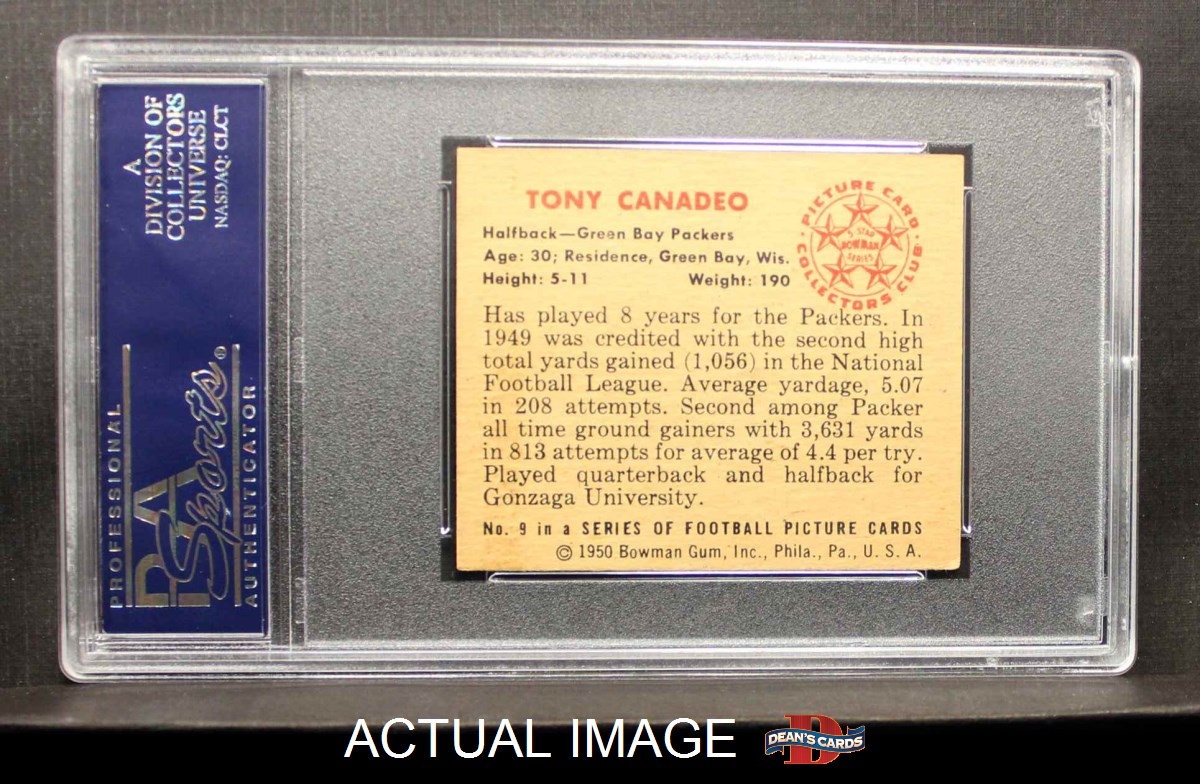 A
DIVISION OF
COLLECTORS
UNIVERSE
NASDAQ: CLCT
PROFESSIONAL
PSA
Sports®
AUTHENTICATOR
TONY CANADEO
Halfback—Green Bay Packers
Age: 30; Residence, Green Bay, Wis.
Height: 5-11 Weight: 190
PICTURE CARD
COLLECTORS CLUB
5-STAR
BOWMAN
SERIES
Has played 8 years for the Packers. In
1949 was credited with the second high
total yards gained (1,056) in the National
Football League. Average yardage, 5.07
in 208 attempts. Second among Packer
all time ground gainers with 3,631 yards
in 813 attempts for average of 4.4 per try.
Played quarterback and halfback for
Gonzaga University.
No. 9 in a SERIES OF FOOTBALL PICTURE CARDS
© 1950 Bowman Gum, Inc., Phila., Pa., U. S. A.
ACTUAL IMAGE
D
DEAN'S CARDS